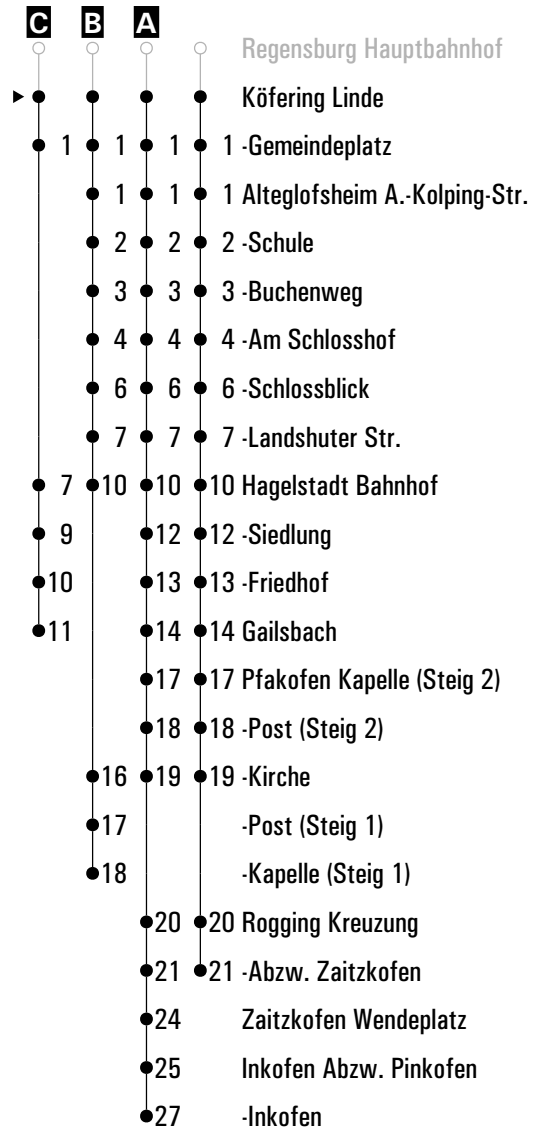 C B A
Regensburg Hauptbahnhof
Köfering Linde
1 1 1 1 -Gemeindeplatz
1 1 1 Alteglofsheim A.-Kolping-Str.
2 2 2 -Schule
3 3 3 -Buchenweg
4 4 4 -Am Schlosshof
6 6 6 -Schlossblick
7 7 7 -Landshuter Str.
7 10 10 10 Hagelstadt Bahnhof
9 12 12 -Siedlung
10 13 13 -Friedhof
11 14 14 Gailsbach
17 17 Pfakofen Kapelle (Steig 2)
18 18 -Post (Steig 2)
16 19 19 -Kirche
17 -Post (Steig 1)
18 -Kapelle (Steig 1)
20 20 Rogging Kreuzung
21 21 -Abzw. Zaitzkofen
24 Zaitzkofen Wendeplatz
25 Inkofen Abzw. Pinkofen
27 -Inkofen